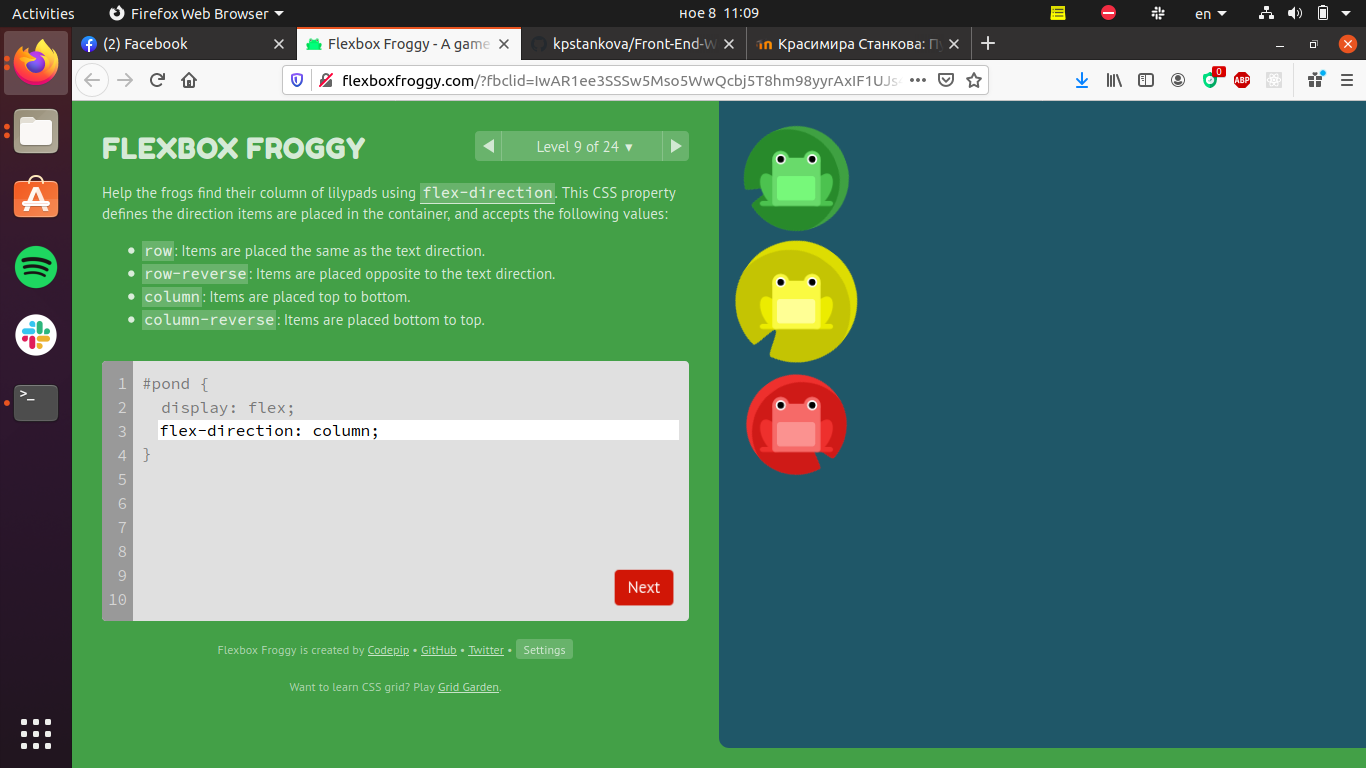 Activities Firefox Web Browser ное 8 11:09 en
(2) Facebook Flexbox Froggy - A game kpstankova/Front-End-W Красимира Станкова: П
flexboxfroggy.com/?fbclid=IwAR1ee3SSSw5Mso5WwQcbj5T8hm98yyrAxIF1UJs 0 ABP
FLEXBOX FROGGY
Level 9 of 24 ▾
Help the frogs find their column of lilypads using flex-direction. This CSS property
defines the direction items are placed in the container, and accepts the following values:
• row: Items are placed the same as the text direction.
• row-reverse: Items are placed opposite to the text direction.
• column: Items are placed top to bottom.
• column-reverse: Items are placed bottom to top.
1 #pond {
2 display: flex;
3 flex-direction: column;
4 }
5
6
7
8
9
10
Next
Flexbox Froggy is created by Codepip • GitHub • Twitter • Settings
Want to learn CSS grid? Play Grid Garden.